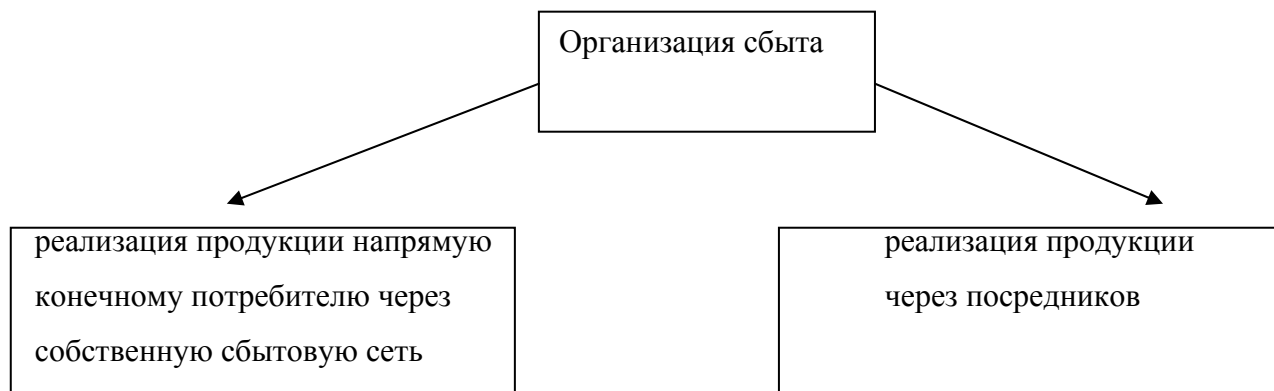 Организация сбыта
реализация продукции напрямую
конечному потребителю через
собственную сбытовую сеть
реализация продукции
через посредников